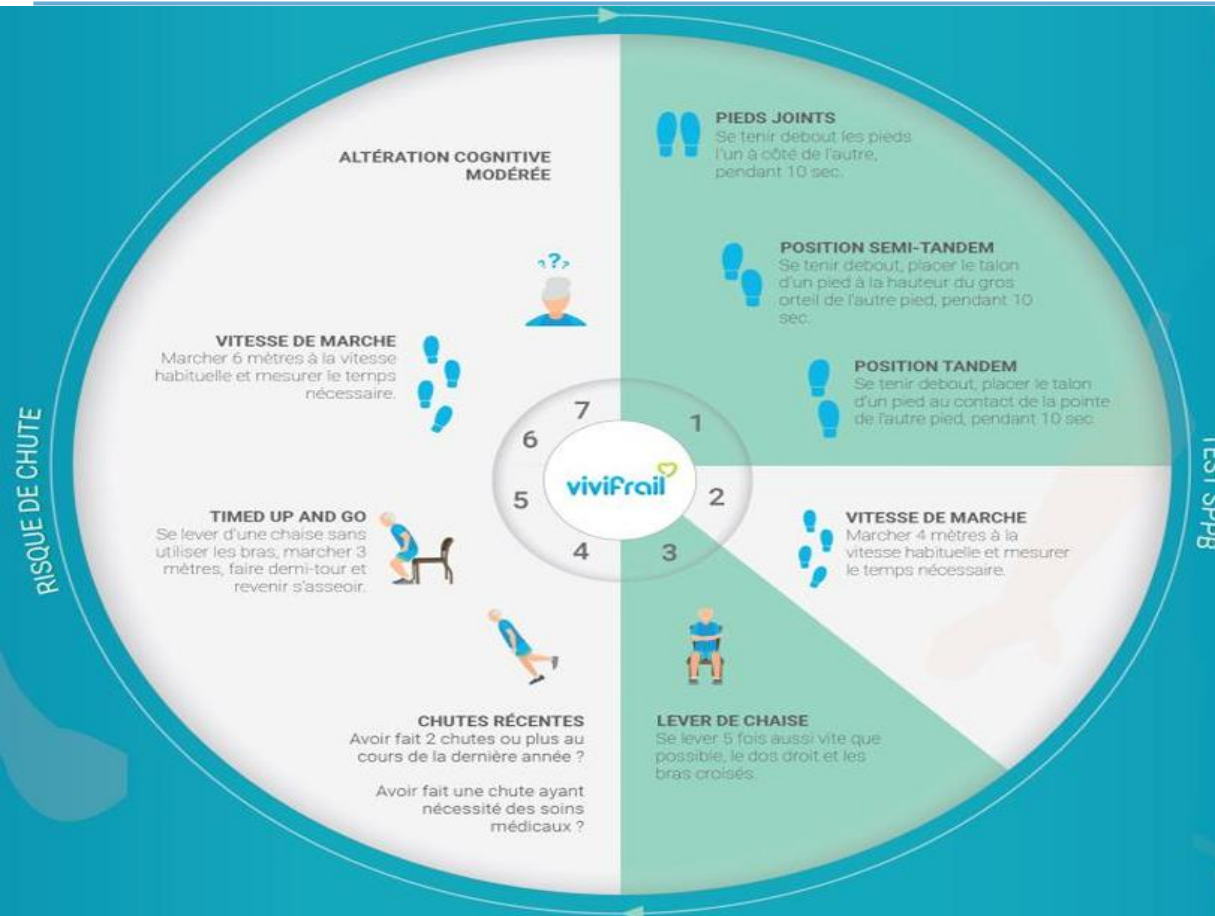 PIEDS JOINTS
Se tenir debout les pieds
l'un à côté de l'autre,
pendant 10 sec.
POSITION SEMI-TANDEM
Se tenir debout, placer le talon
d'un pied à la hauteur du gros
orteil de l'autre pied, pendant 10
sec.
POSITION TANDEM
Se tenir debout, placer le talon
d'un pied au contact de la pointe
de l'autre pied, pendant 10 sec
VITESSE DE MARCHE
Marcher 4 mètres à la
vitesse habituelle et mesurer
le temps nécessaire.
LEVER DE CHAISE
Se lever 5 fois aussi vite que
possible, le dos droit et les
bras croisés.
CHUTES RÉCENTES
Avoir fait 2 chutes ou plus au
cours de la dernière année ?
Avoir fait une chute ayant
nécessité des soins
médicaux ?
TIMED UP AND GO
Se lever d'une chaise sans
utiliser les bras, marcher 3
mètres, faire demi-tour et
revenir s'asseoir.
VITESSE DE MARCHE
Marcher 6 mètres à la vitesse
habituelle et mesurer le temps
nécessaire.
ALTÉRATION COGNITIVE
MODÉRÉE
???
1
2
3
4
5
6
7
vivifrail
RISQUE DE CHUTE
TEST SPPB